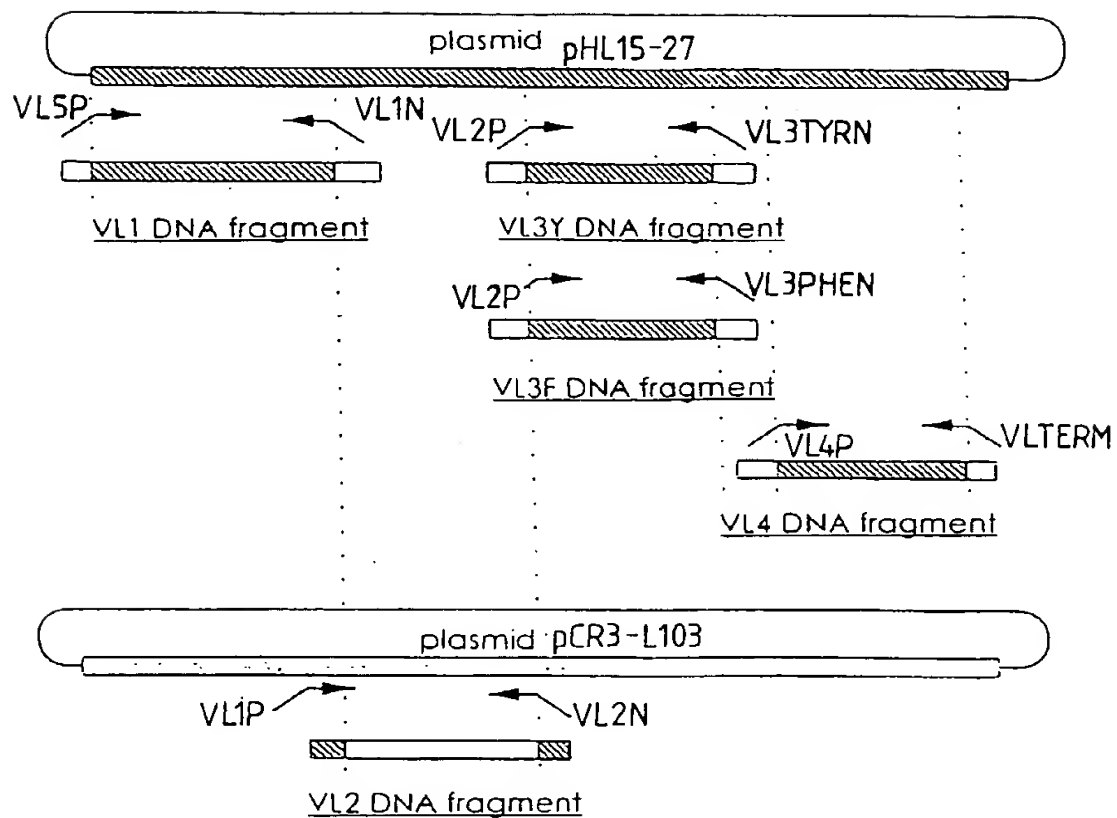 plasmid pHL15-27
VL5P
VL1N
VL2P
VL3TYRN
VL1 DNA fragment
VL3Y DNA fragment
VL2P
VL3PHEN
VL3F DNA fragment
VL4P
VLTERM
VL4 DNA fragment
plasmid pCR3-L103
VL1P
VL2N
VL2 DNA fragment